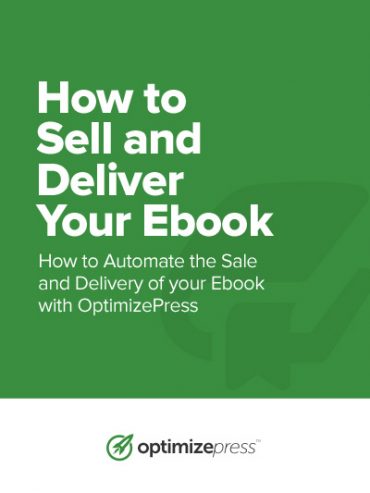 How to
Sell and
Deliver
Your Ebook
How to Automate the Sale
and Delivery of your Ebook
with OptimizePress
optimizepress™